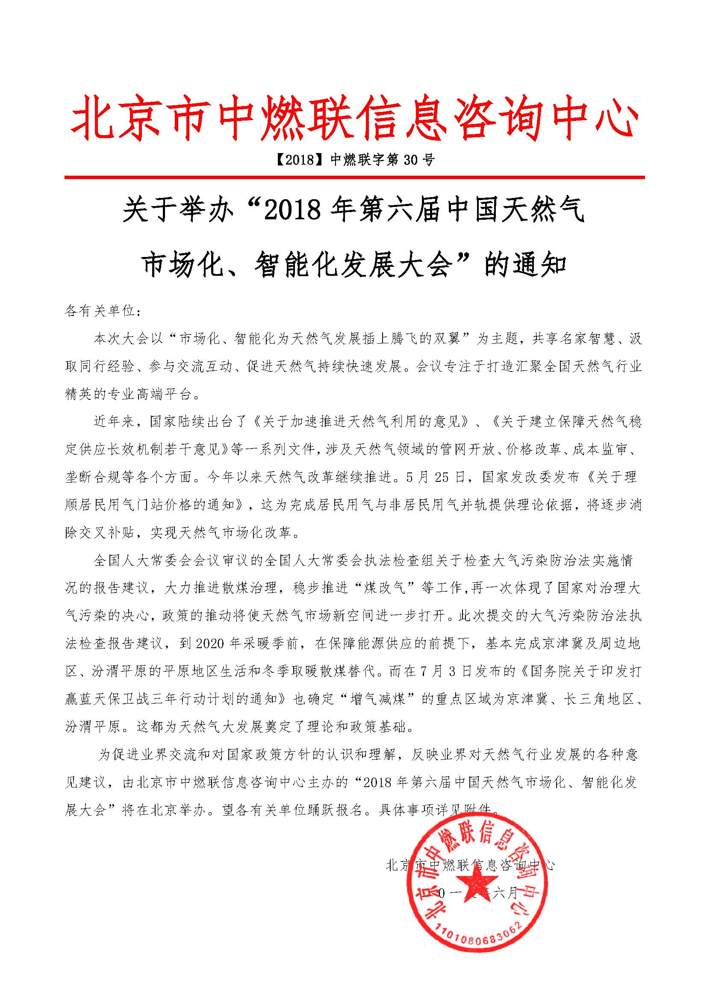 北京市中燃联信息咨询中心
【2018】中燃联字第 30 号
关于举办“2018 年第六届中国天然气
市场化、智能化发展大会”的通知
各有关单位：
本次大会以“市场化、智能化为天然气发展插上腾飞的双翼”为主题，共享名家智慧、汲
取同行经验、参与交流互动、促进天然气持续快速发展。会议专注于打造汇聚全国天然气行业
精英的专业高端平台。
近年来，国家陆续出台了《关于加速推进天然气利用的意见》、《关于建立保障天然气稳
定供应长效机制若干意见》等一系列文件，涉及天然气领域的管网开放、价格改革、成本监审、
垄断合规等各个方面。今年以来天然气改革继续推进。5 月 25 日，国家发改委发布《关于理
顺居民用气门站价格的通知》，这为完成居民用气与非居民用气并轨提供理论依据，将逐步消
除交叉补贴，实现天然气市场化改革。
全国人大常委会会议审议的全国人大常委会执法检查组关于检查大气污染防治法实施情
况的报告建议，大力推进散煤治理，稳步推进“煤改气”等工作,再一次体现了国家对治理大
气污染的决心，政策的推动将使天然气市场新空间进一步打开。此次提交的大气污染防治法执
法检查报告建议，到 2020 年采暖季前，在保障能源供应的前提下，基本完成京津冀及周边地
区、汾渭平原的平原地区生活和冬季取暖散煤替代。而在 7 月 3 日发布的《国务院关于印发打
赢蓝天保卫战三年行动计划的通知》也确定“增气减煤”的重点区域为京津冀、长三角地区、
汾渭平原。这都为天然气大发展奠定了理论和政策基础。
为促进业界交流和对国家政策方针的认识和理解，反映业界对天然气行业发展的各种意
见建议，由北京市中燃联信息咨询中心主办的“2018 年第六届中国天然气市场化、智能化发
展大会”将在北京举办。望各有关单位踊跃报名。具体事项详见附件。
北京市中燃联信息咨询中心
二0一八年六月
北京市中燃联信息咨询中心
1101080683062